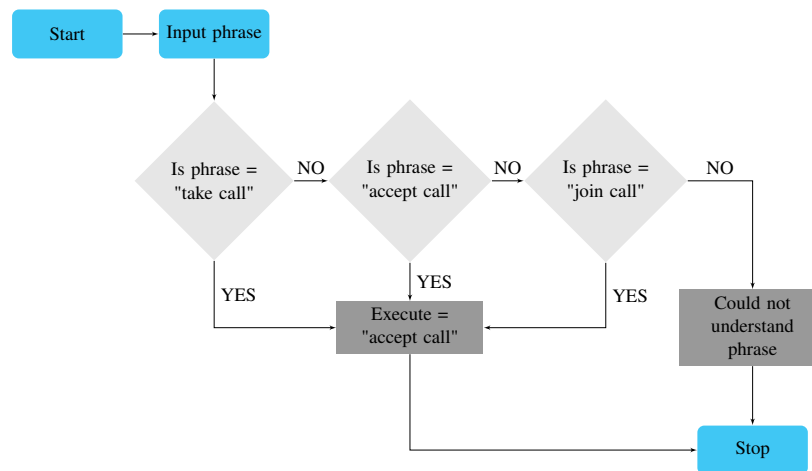 Start
Input phrase
Is phrase =
"take call"
NO
Is phrase =
"accept call"
NO
Is phrase =
"join call"
NO
YES
YES
YES
Execute =
"accept call"
Could not
understand
phrase
Stop